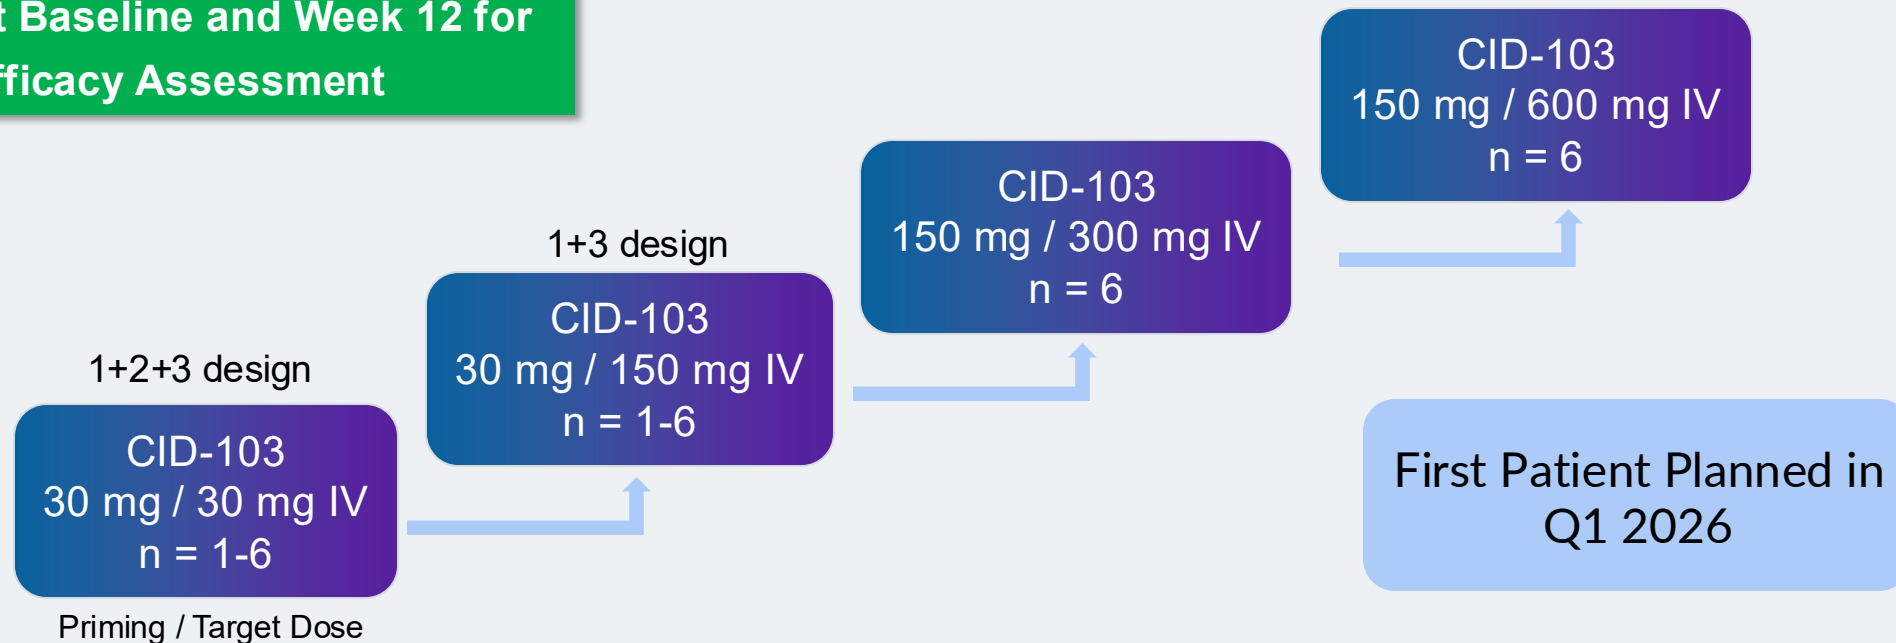 t Baseline and Week 12 for
fficacy Assessment
CID-103
150 mg / 600 mg IV
n = 6
CID-103
150 mg / 300 mg IV
n = 6
1+3 design
CID-103
30 mg / 150 mg IV
n = 1-6
1+2+3 design
CID-103
30 mg / 30 mg IV
n = 1-6
Priming / Target Dose
First Patient Planned in
Q1 2026